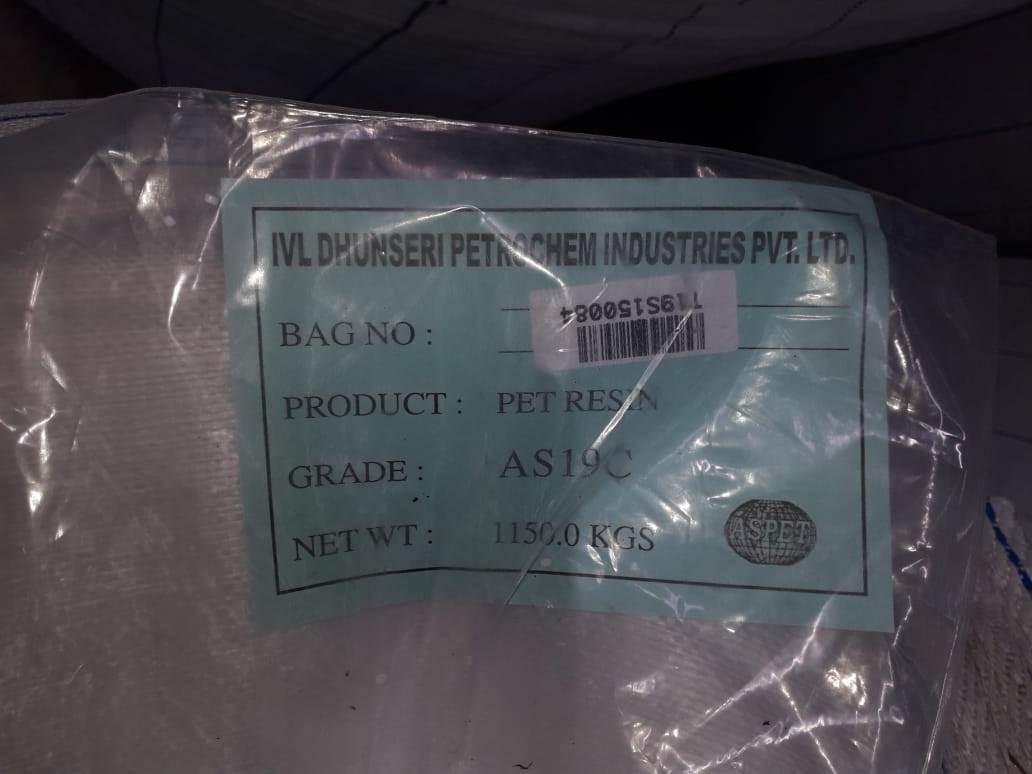 IVL DHUNSERI PETROCHEM INDUSTRIES PVT. LTD.
BAG NO : T19S150084
PRODUCT : PET RESIN
GRADE : AS19C
NET WT : 1150.0 KGS
ASPET